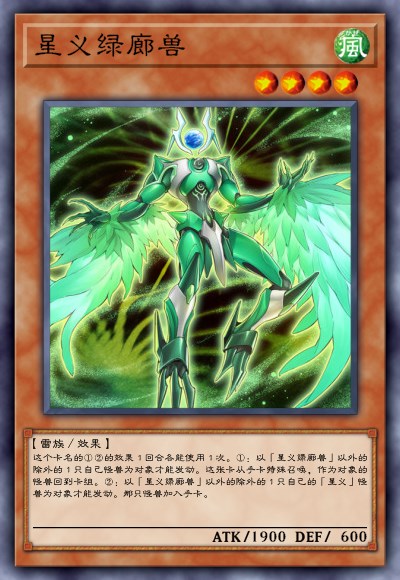 星义绿廊兽
風
【雷族／效果】
这个卡名的①②的效果1回合各能使用1次。①：以「星义绿廊兽」以外的
除外的1只自己怪兽为对象才能发动。这张卡从手卡特殊召唤，作为对象的
怪兽回到卡组。②：以「星义绿廊兽」以外的除外的1只自己的「星义」怪
兽为对象才能发动。那只怪兽加入手卡。
ATK/1900 DEF/ 600